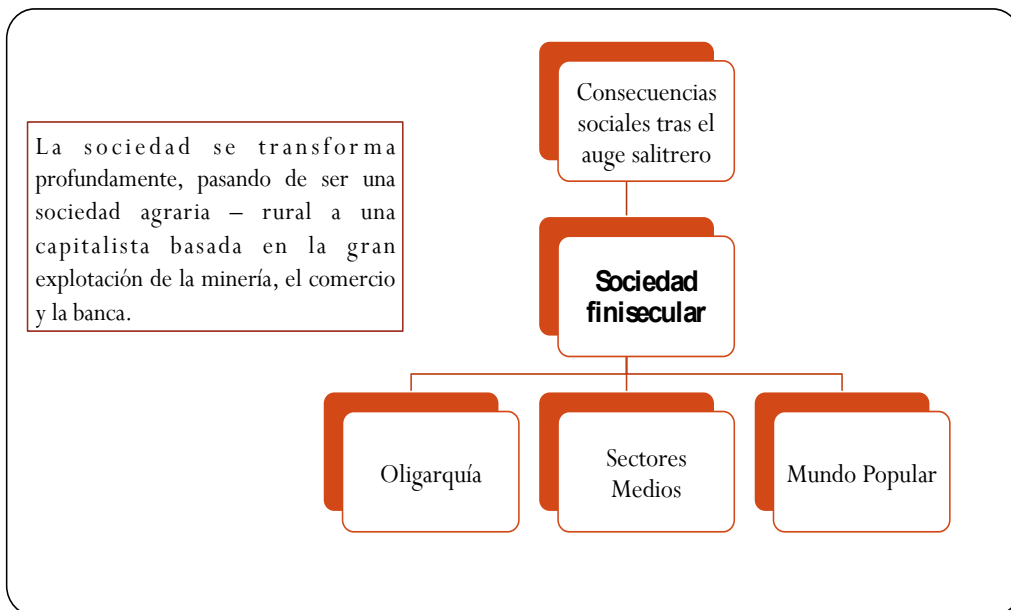 Consecuencias
sociales tras el
auge salitrero
La sociedad se transforma
profundamente, pasando de ser una
sociedad agraria – rural a una
capitalista basada en la gran
explotación de la minería, el comercio
y la banca.
Sociedad
finisecular
Oligarquía
Sectores
Medios
Mundo Popular